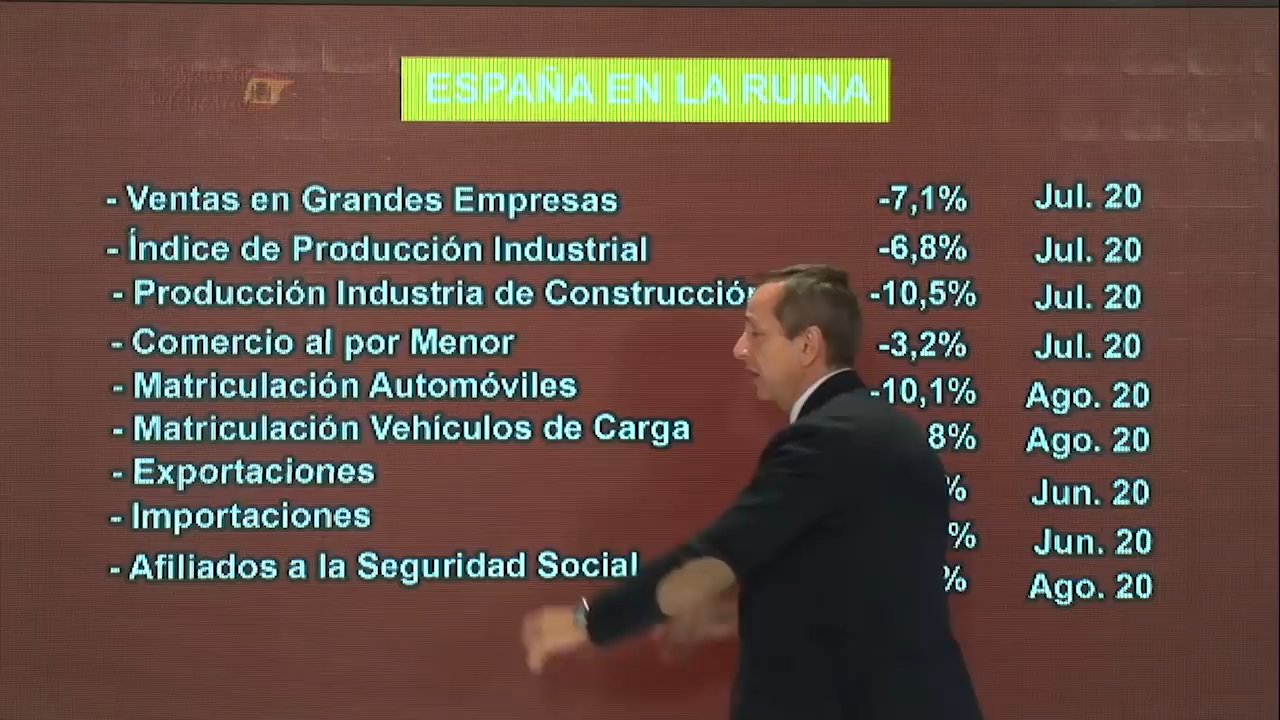 ESPAÑA EN LA RUINA
- Ventas en Grandes Empresas -7,1% Jul. 20
- Índice de Producción Industrial -6,8% Jul. 20
- Producción Industria de Construcción -10,5% Jul. 20
- Comercio al por Menor -3,2% Jul. 20
- Matriculación Automóviles -10,1% Ago. 20
- Matriculación Vehículos de Carga 8% Ago. 20
- Exportaciones % Jun. 20
- Importaciones % Jun. 20
- Afiliados a la Seguridad Social % Ago. 20